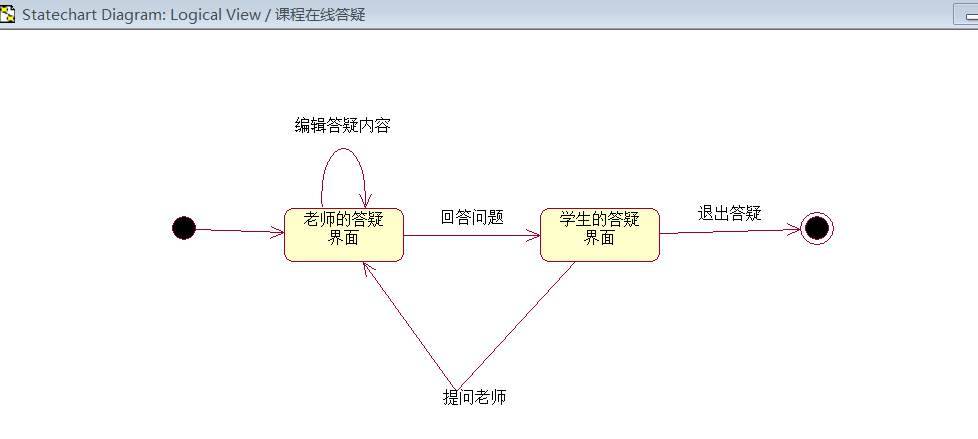 Statechart Diagram: Logical View / 课程在线答疑
编辑答疑内容
老师的答疑
界面
回答问题
学生的答疑
界面
退出答疑
提问老师